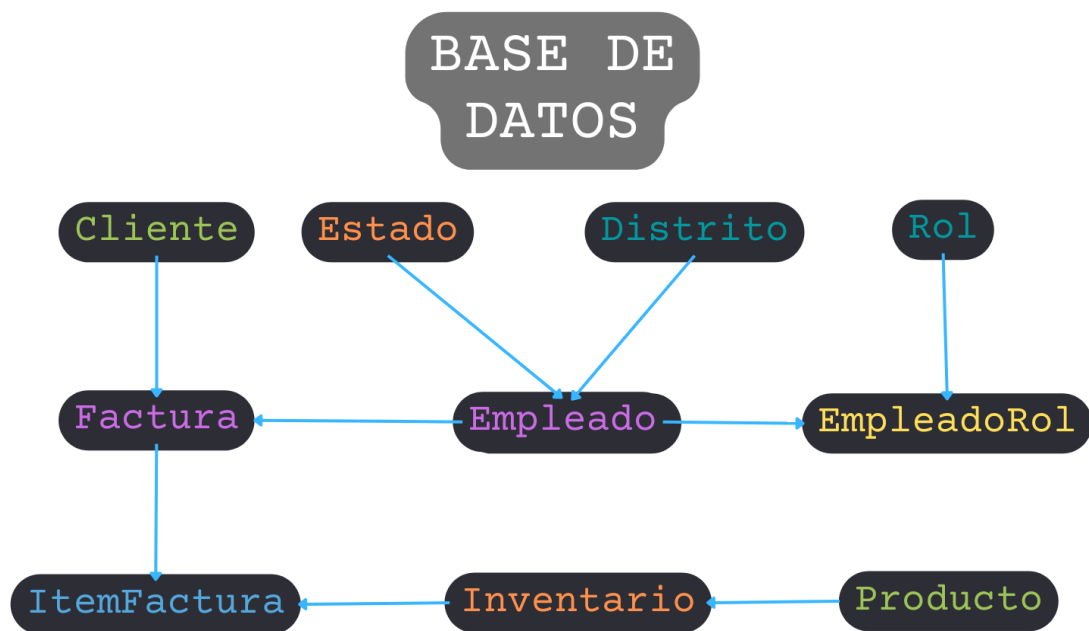 BASE DE
DATOS
Cliente
Estado
Distrito
Rol
Factura
Empleado
EmpleadoRol
ItemFactura
Inventario
Producto